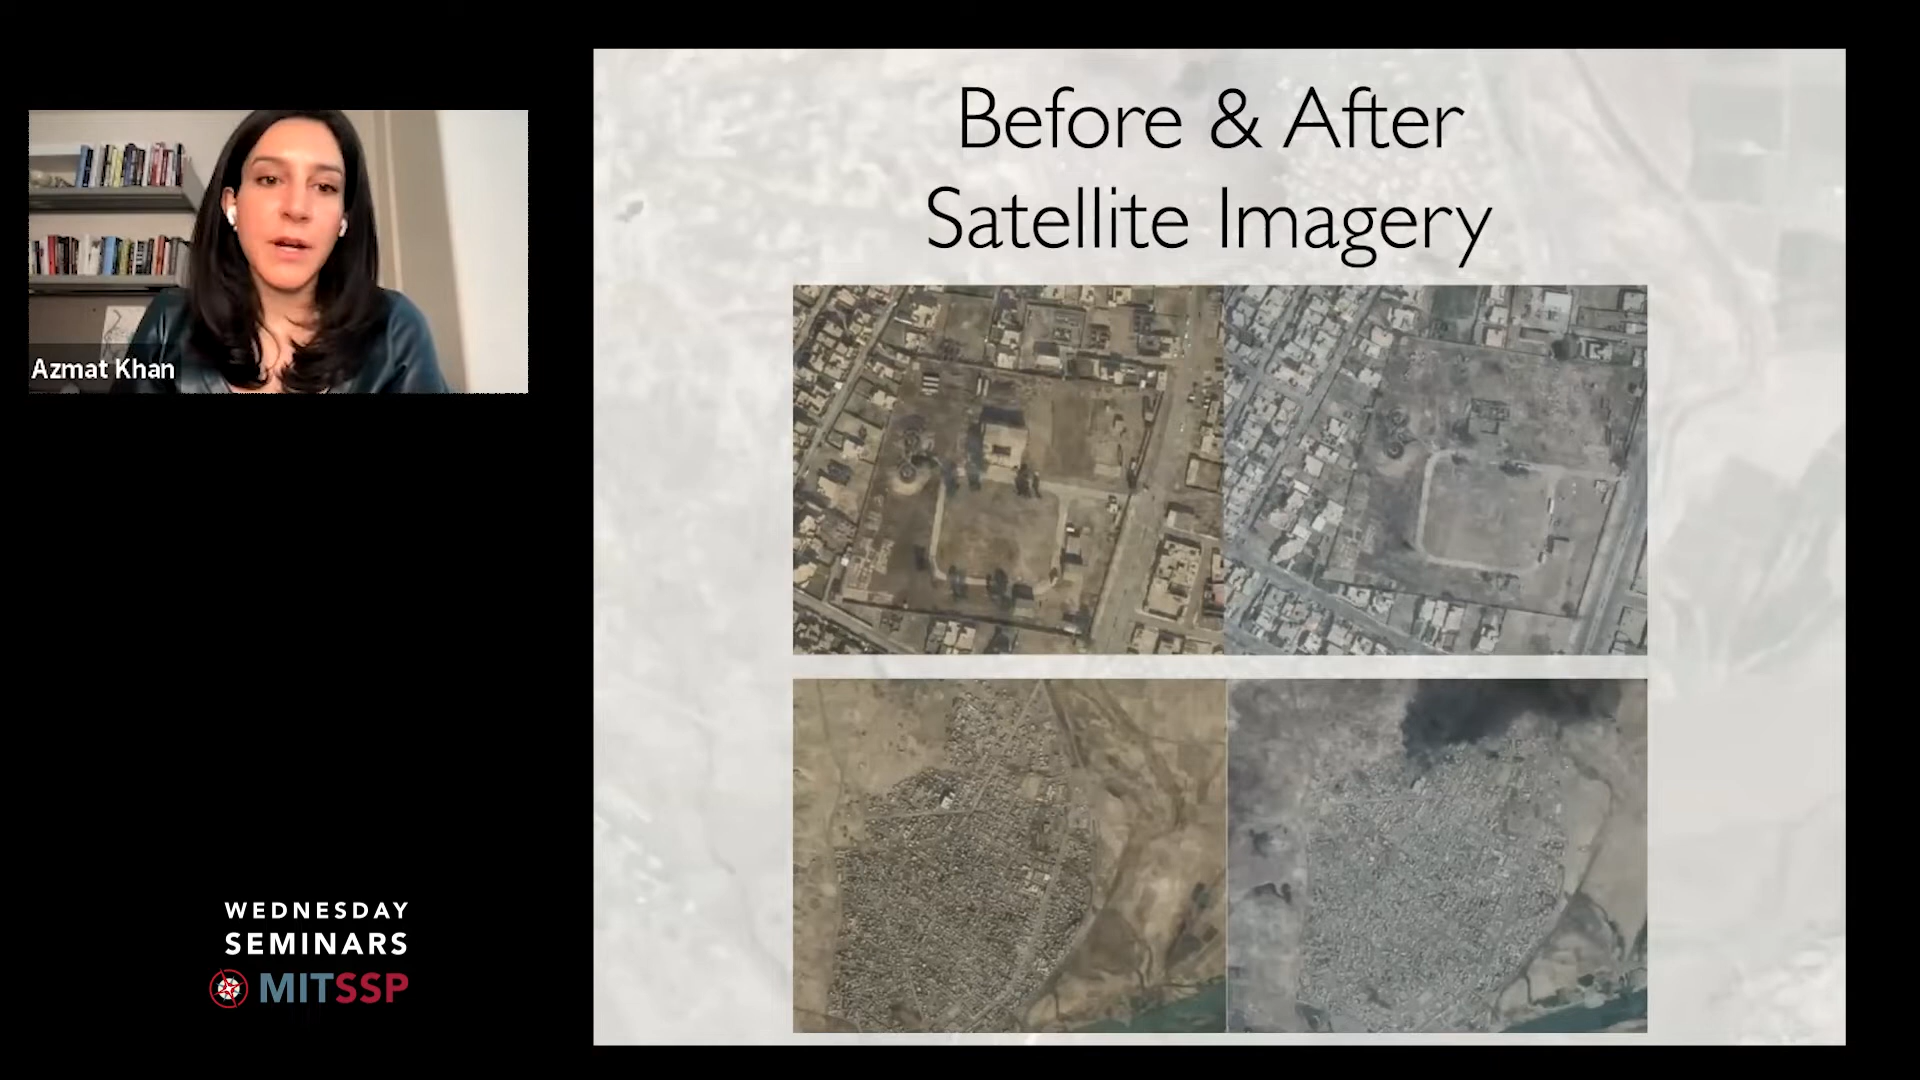 Before & After
Satellite Imagery
Azmat Khan
WEDNESDAY
SEMINARS
MITSSP